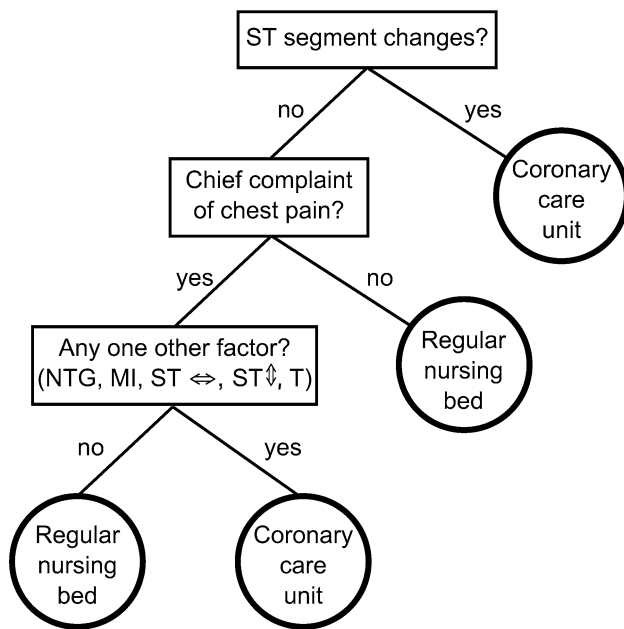 ST segment changes?
no
yes
Chief complaint
of chest pain?
Coronary
care
unit
yes
no
Any one other factor?
(NTG, MI, ST ⇔, ST⇕, T)
Regular
nursing
bed
no
yes
Regular
nursing
bed
Coronary
care
unit